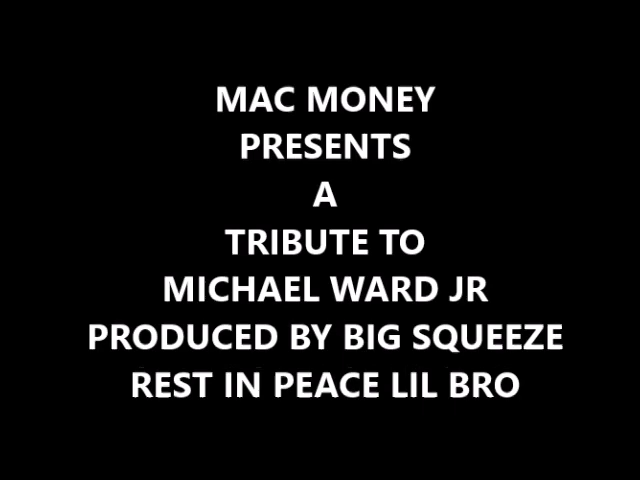 MAC MONEY
PRESENTS
A
TRIBUTE TO
MICHAEL WARD JR
PRODUCED BY BIG SQUEEZE
REST IN PEACE LIL BRO